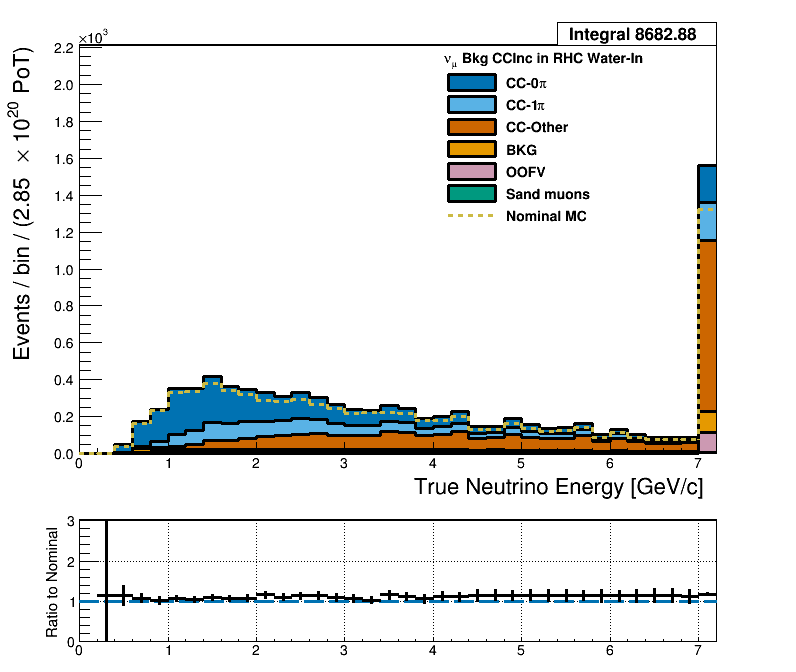 Integral 8682.88
×10³
ν_μ Bkg CCInc in RHC Water-In
CC-0π
CC-1π
CC-Other
BKG
OOFV
Sand muons
Nominal MC
Events / bin / (2.85 × 10²⁰ PoT)
2.2
2.0
1.8
1.6
1.4
1.2
1.0
0.8
0.6
0.4
0.2
0.0
0 1 2 3 4 5 6 7
True Neutrino Energy [GeV/c]
Ratio to Nominal
3
2
1
0
0 1 2 3 4 5 6 7